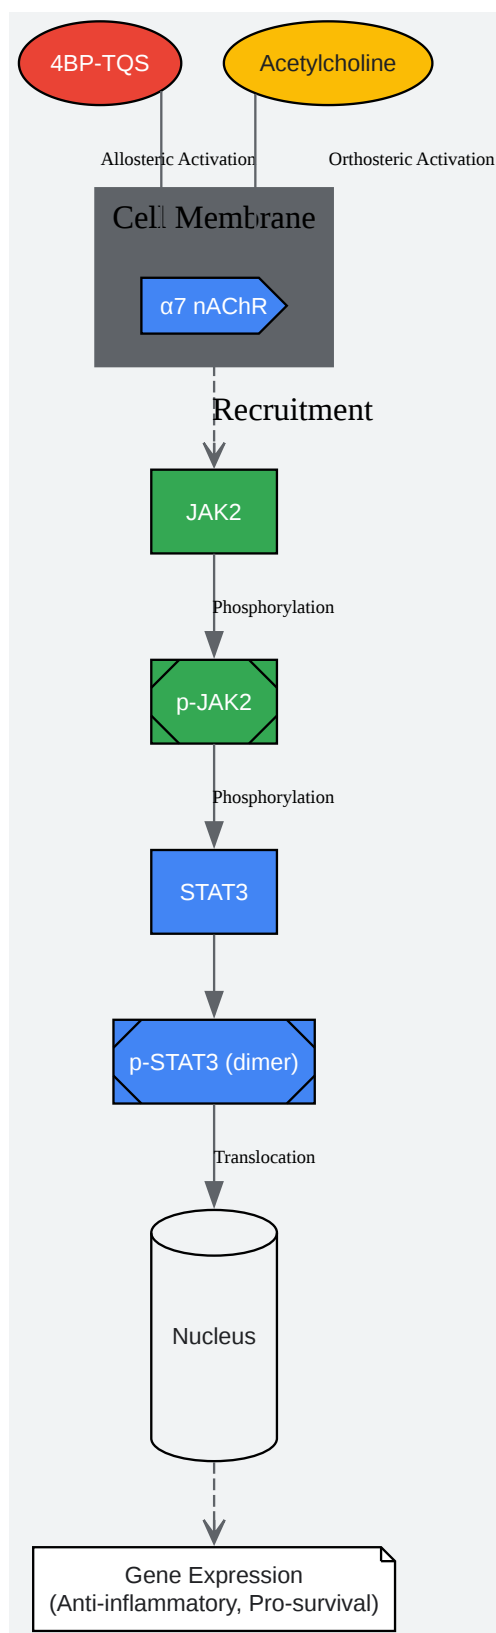 4BP-TQS
Acetylcholine
Allosteric Activation
Orthosteric Activation
Cell Membrane
α7 nAChR
Recruitment
JAK2
Phosphorylation
p-JAK2
Phosphorylation
STAT3
p-STAT3 (dimer)
Translocation
Nucleus
Gene Expression
(Anti-inflammatory, Pro-survival)